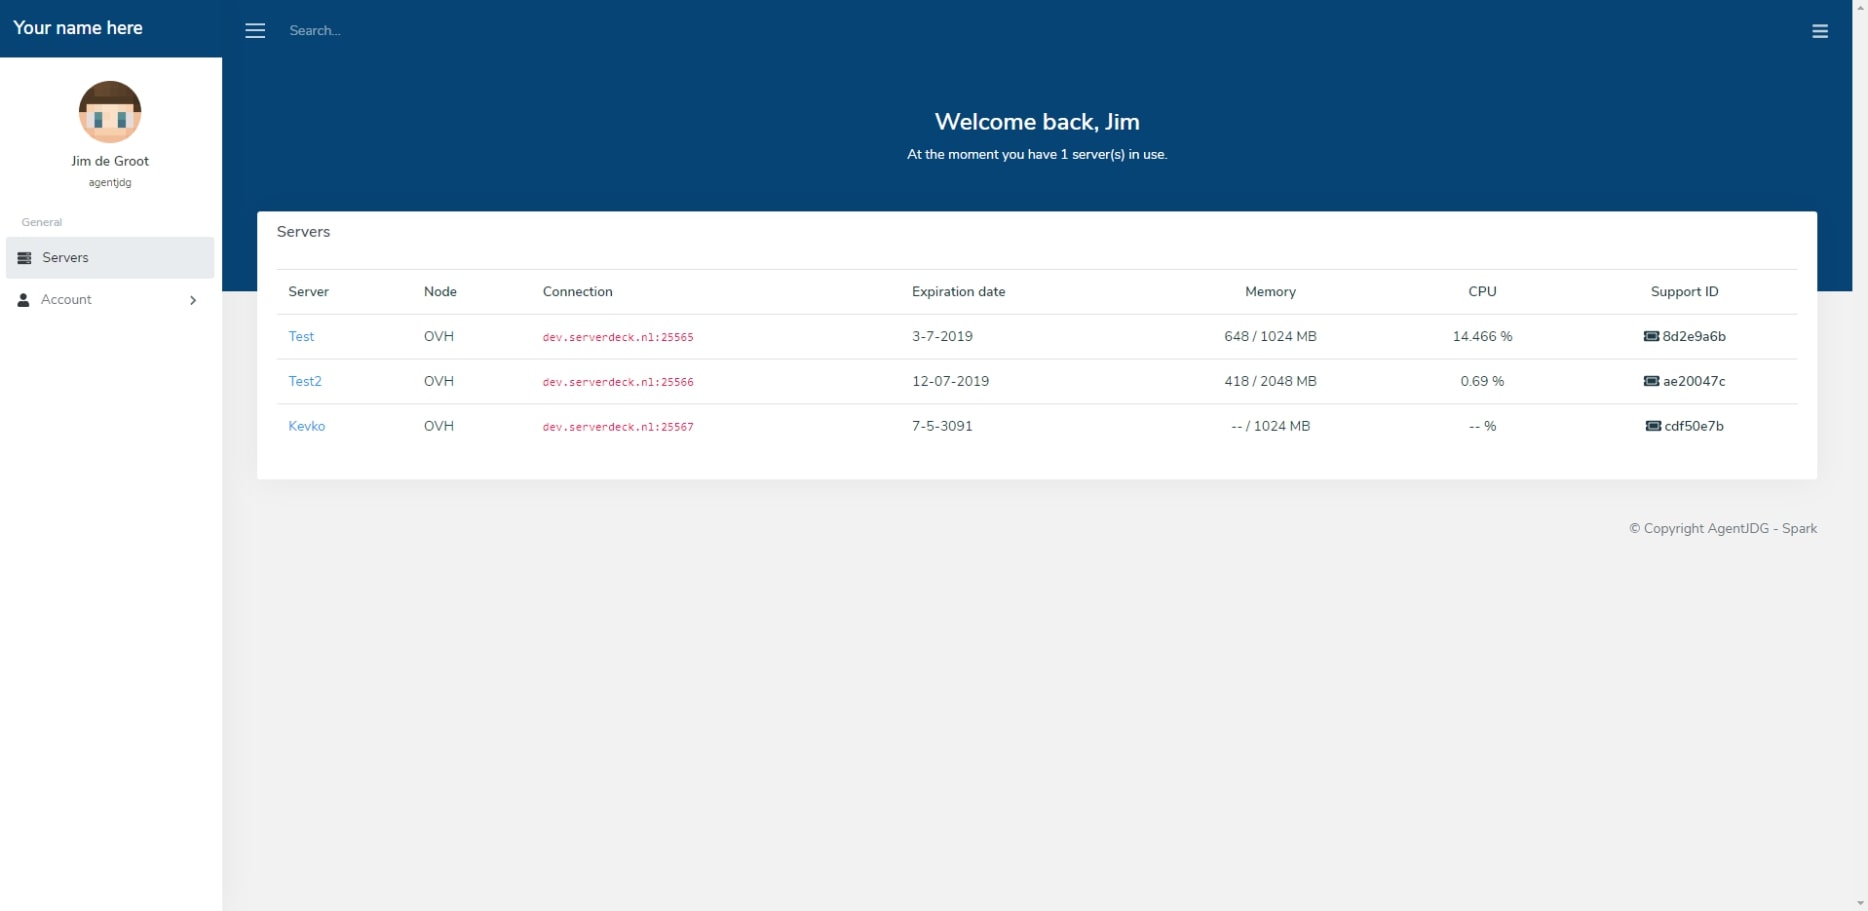 Your name here
Search...
Jim de Groot
agentjdg
General
Servers
Account
Welcome back, Jim
At the moment you have 1 server(s) in use.
Servers
Server Node Connection Expiration date Memory CPU Support ID
Test OVH dev.serverdeck.nl:25565 3-7-2019 648 / 1024 MB 14.466 % 8d2e9a6b
Test2 OVH dev.serverdeck.nl:25566 12-07-2019 418 / 2048 MB 0.69 % ae20047c
Kevko OVH dev.serverdeck.nl:25567 7-5-3091 -- / 1024 MB -- % cdf50e7b
© Copyright AgentJDG - Spark